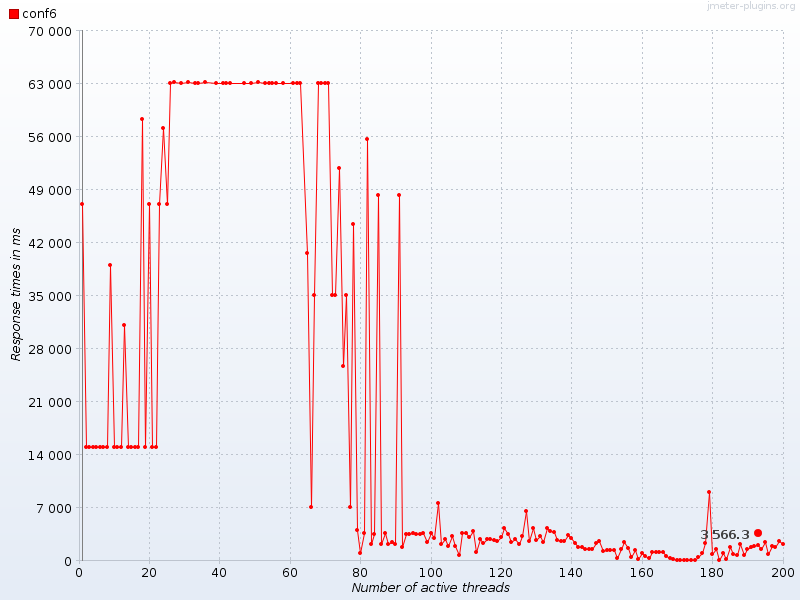 jmeter-plugins.org
conf6
70 000
63 000
56 000
49 000
42 000
35 000
28 000
21 000
14 000
7 000
0
Response times in ms
3 566.3
0 20 40 60 80 100 120 140 160 180 200
Number of active threads